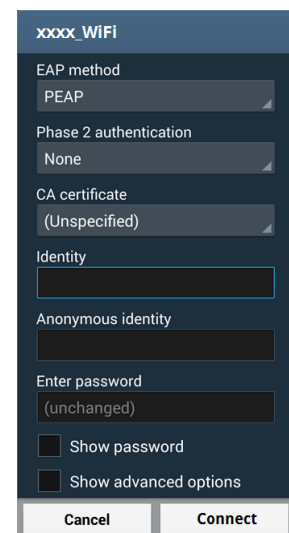 xxxx_WiFi
EAP method
PEAP
Phase 2 authentication
None
CA certificate
(Unspecified)
Identity
Anonymous identity
Enter password
(unchanged)
Show password
Show advanced options
Cancel Connect